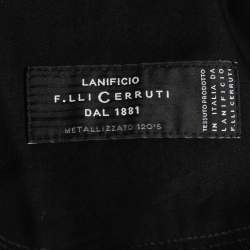 LANIFICIO
F.LLI CERRUTI
DAL 1881
METALLIZZATO 120'S
TESSUTO PRODOTTO
IN ITALIA DA
LANIFICIO
F.LLI CERRUTI